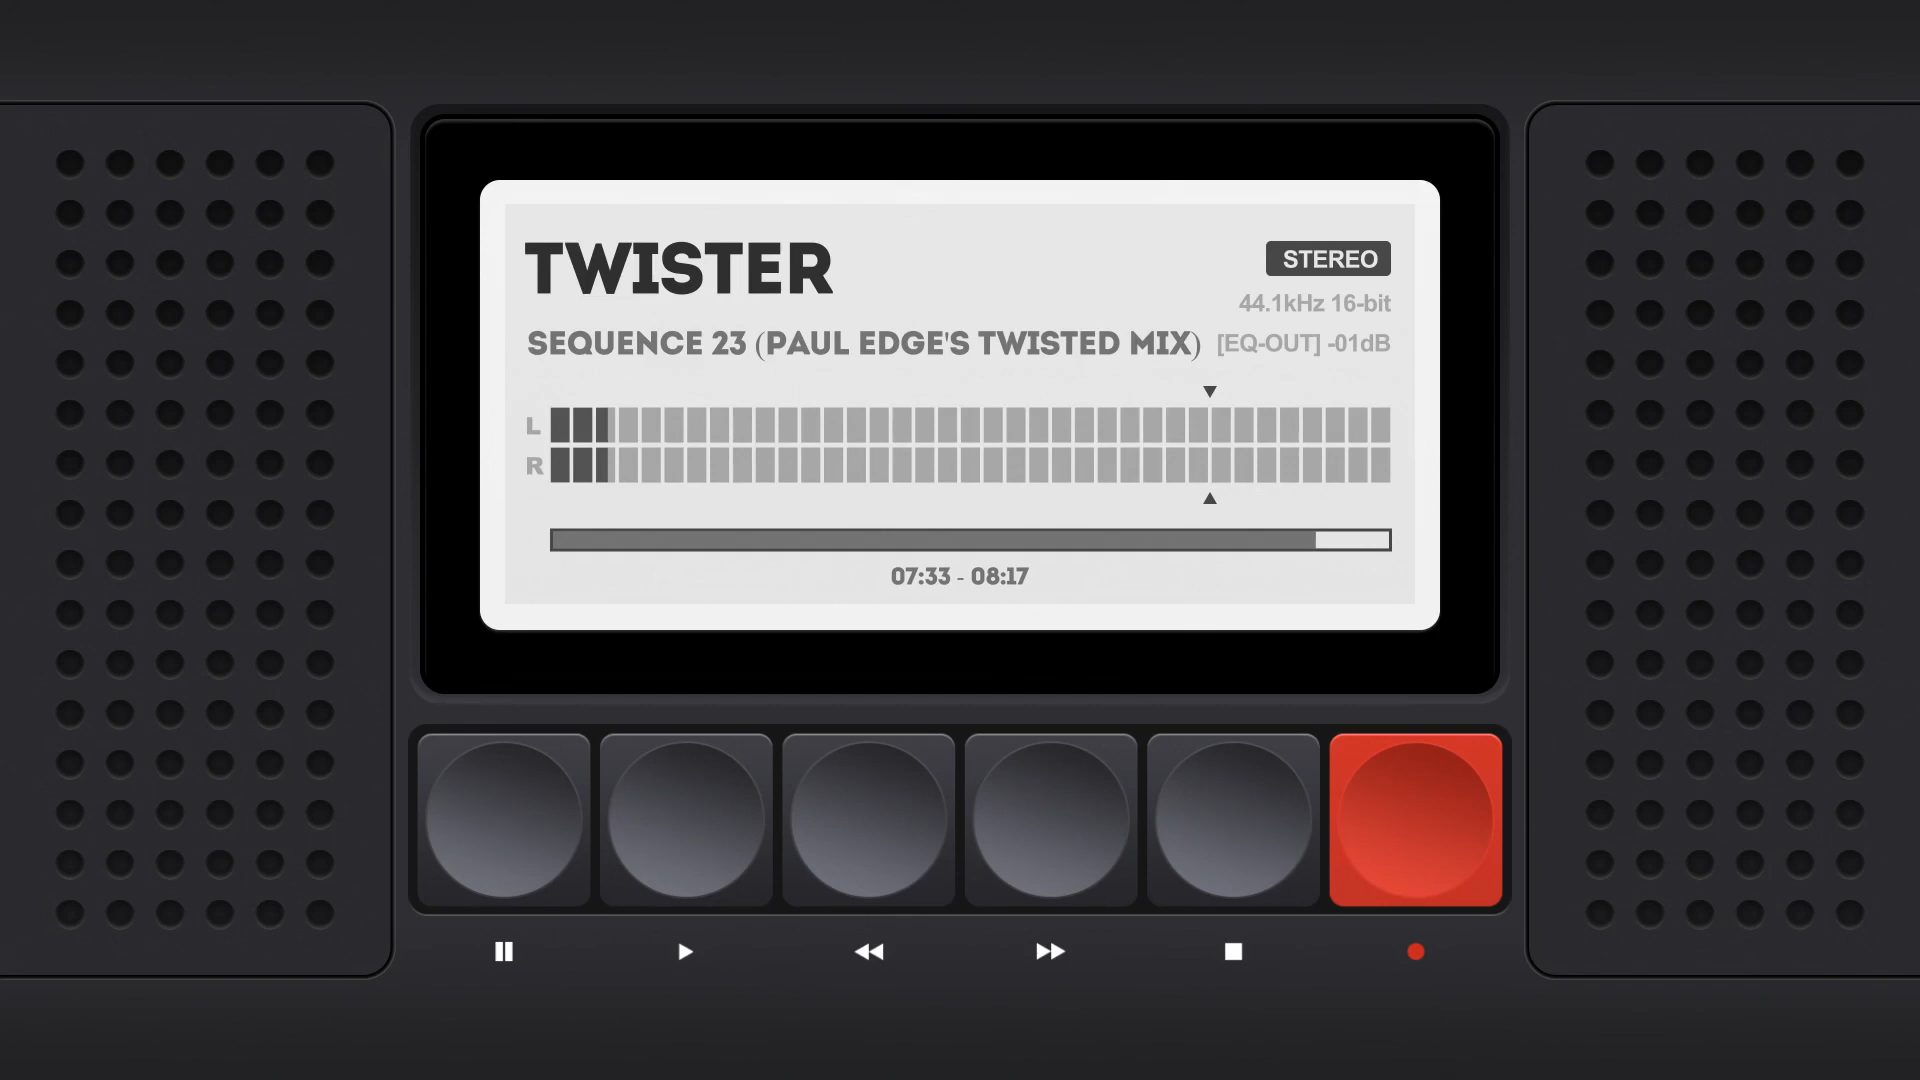 TWISTER
STEREO
44.1kHz 16-bit
SEQUENCE 23 (PAUL EDGE'S TWISTED MIX)
[EQ-OUT] -01dB
L
R
07:33 - 08:17